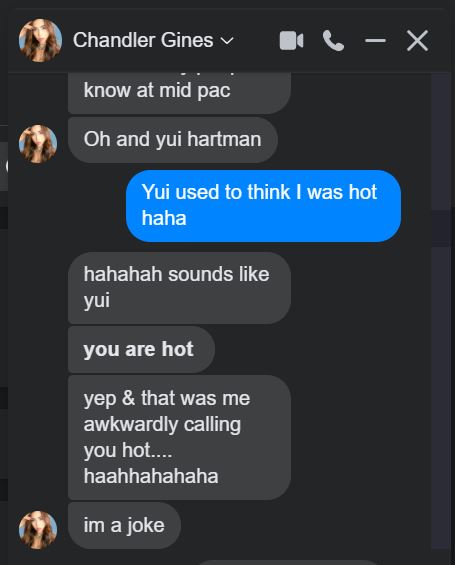 Chandler Gines
know at mid pac
Oh and yui hartman
Yui used to think I was hot
haha
hahahah sounds like
yui
you are hot
yep & that was me
awkwardly calling
you hot....
haahhahahaha
im a joke